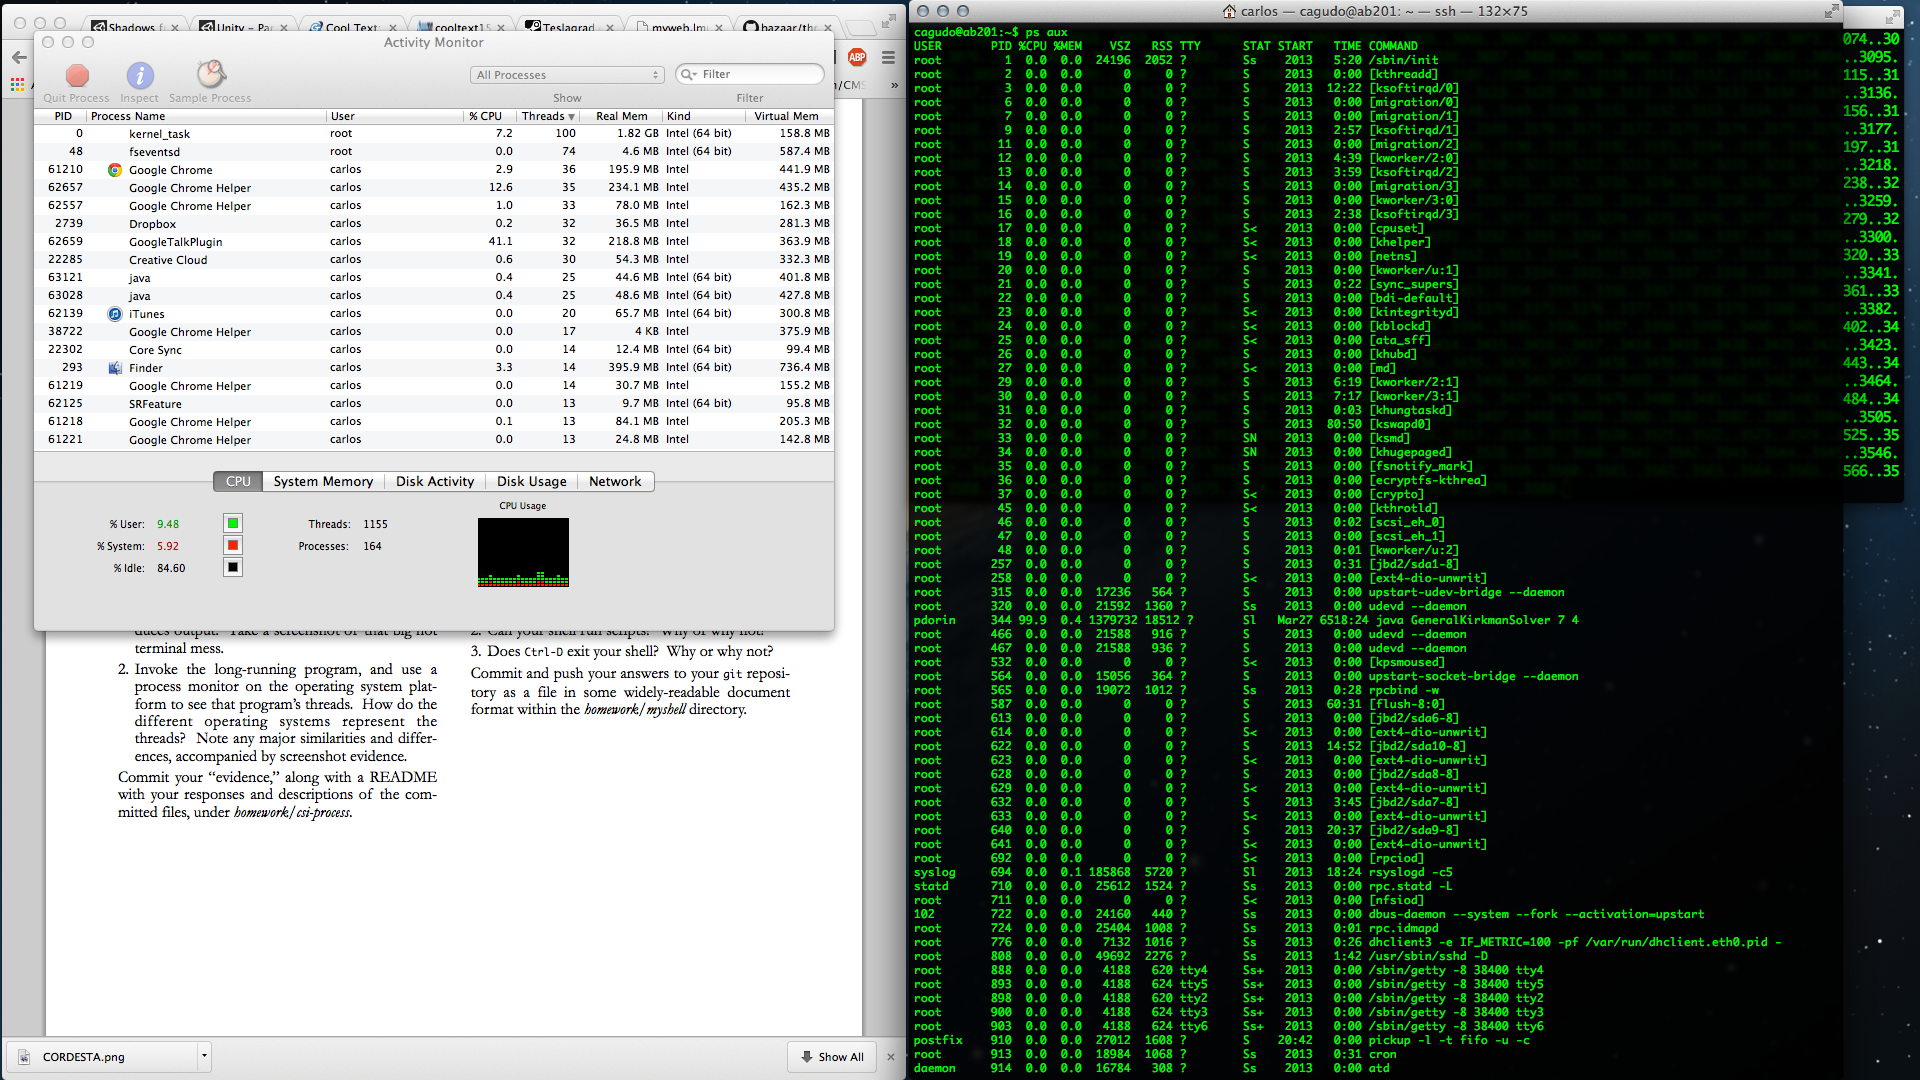 Shadows f
Unity – Par
Cool Text
cooltext15
Teslagrad
myweb.lmu
bazaar/thr
Activity Monitor
Quit Process
Inspect
Sample Process
All Processes
Show
Filter
Filter
ABP
/CMS
»
PID Process Name User % CPU Threads ▼ Real Mem Kind Virtual Mem
0 kernel_task root 7.2 100 1.82 GB Intel (64 bit) 158.8 MB
48 fseventsd root 0.0 74 4.6 MB Intel (64 bit) 587.4 MB
61210 Google Chrome carlos 2.9 36 195.9 MB Intel 441.9 MB
62657 Google Chrome Helper carlos 12.6 35 234.1 MB Intel 435.2 MB
62557 Google Chrome Helper carlos 1.0 33 78.0 MB Intel 162.3 MB
2739 Dropbox carlos 0.2 32 36.5 MB Intel 281.3 MB
62659 GoogleTalkPlugin carlos 41.1 32 218.8 MB Intel 363.9 MB
22285 Creative Cloud carlos 0.6 30 54.3 MB Intel 332.3 MB
63121 java carlos 0.4 25 44.6 MB Intel (64 bit) 401.8 MB
63028 java carlos 0.4 25 48.6 MB Intel (64 bit) 427.8 MB
62139 iTunes carlos 0.0 20 65.7 MB Intel (64 bit) 300.8 MB
38722 Google Chrome Helper carlos 0.0 17 4 KB Intel 375.9 MB
22302 Core Sync carlos 0.0 14 12.4 MB Intel (64 bit) 99.4 MB
293 Finder carlos 3.3 14 395.9 MB Intel (64 bit) 736.4 MB
61219 Google Chrome Helper carlos 0.0 14 30.7 MB Intel 155.2 MB
62125 SRFeature carlos 0.0 13 9.7 MB Intel (64 bit) 95.8 MB
61218 Google Chrome Helper carlos 0.1 13 84.1 MB Intel 205.3 MB
61221 Google Chrome Helper carlos 0.0 13 24.8 MB Intel 142.8 MB
CPU System Memory Disk Activity Disk Usage Network
CPU Usage
% User: 9.48 Threads: 1155
% System: 5.92 Processes: 164
% Idle: 84.60
duces output. Take a screenshot of that big hot
terminal mess.
2. Invoke the long-running program, and use a
process monitor on the operating system plat-
form to see that program's threads. How do the
different operating systems represent the
threads? Note any major similarities and differ-
ences, accompanied by screenshot evidence.
Commit your “evidence,” along with a README
with your responses and descriptions of the com-
mitted files, under homework/csi-process.
2. Can your shell run scripts? Why or why not?
3. Does Ctrl-D exit your shell? Why or why not?
Commit and push your answers to your git reposi-
tory as a file in some widely-readable document
format within the homework/myshell directory.
CORDESTA.png
Show All
carlos — cagudo@ab201: ~ — ssh — 132×75
cagudo@ab201:~$ ps aux
USER PID %CPU %MEM VSZ RSS TTY STAT START TIME COMMAND
root 1 0.0 0.0 24196 2052 ? Ss 2013 5:20 /sbin/init
root 2 0.0 0.0 0 0 ? S 2013 0:00 [kthreadd]
root 3 0.0 0.0 0 0 ? S 2013 12:22 [ksoftirqd/0]
root 6 0.0 0.0 0 0 ? S 2013 0:00 [migration/0]
root 7 0.0 0.0 0 0 ? S 2013 0:00 [migration/1]
root 9 0.0 0.0 0 0 ? S 2013 2:57 [ksoftirqd/1]
root 11 0.0 0.0 0 0 ? S 2013 0:00 [migration/2]
root 12 0.0 0.0 0 0 ? S 2013 4:39 [kworker/2:0]
root 13 0.0 0.0 0 0 ? S 2013 3:59 [ksoftirqd/2]
root 14 0.0 0.0 0 0 ? S 2013 0:00 [migration/3]
root 15 0.0 0.0 0 0 ? S 2013 0:00 [kworker/3:0]
root 16 0.0 0.0 0 0 ? S 2013 2:38 [ksoftirqd/3]
root 17 0.0 0.0 0 0 ? S< 2013 0:00 [cpuset]
root 18 0.0 0.0 0 0 ? S< 2013 0:00 [khelper]
root 19 0.0 0.0 0 0 ? S< 2013 0:00 [netns]
root 20 0.0 0.0 0 0 ? S 2013 0:00 [kworker/u:1]
root 21 0.0 0.0 0 0 ? S 2013 0:22 [sync_supers]
root 22 0.0 0.0 0 0 ? S 2013 0:00 [bdi-default]
root 23 0.0 0.0 0 0 ? S< 2013 0:00 [kintegrityd]
root 24 0.0 0.0 0 0 ? S< 2013 0:00 [kblockd]
root 25 0.0 0.0 0 0 ? S< 2013 0:00 [ata_sff]
root 26 0.0 0.0 0 0 ? S 2013 0:00 [khubd]
root 27 0.0 0.0 0 0 ? S< 2013 0:00 [md]
root 29 0.0 0.0 0 0 ? S 2013 6:19 [kworker/2:1]
root 30 0.0 0.0 0 0 ? S 2013 7:17 [kworker/3:1]
root 31 0.0 0.0 0 0 ? S 2013 0:03 [khungtaskd]
root 32 0.0 0.0 0 0 ? S 2013 80:50 [kswapd0]
root 33 0.0 0.0 0 0 ? SN 2013 0:00 [ksmd]
root 34 0.0 0.0 0 0 ? SN 2013 0:00 [khugepaged]
root 35 0.0 0.0 0 0 ? S 2013 0:00 [fsnotify_mark]
root 36 0.0 0.0 0 0 ? S 2013 0:00 [ecryptfs-kthrea]
root 37 0.0 0.0 0 0 ? S< 2013 0:00 [crypto]
root 45 0.0 0.0 0 0 ? S< 2013 0:00 [kthrotld]
root 46 0.0 0.0 0 0 ? S 2013 0:02 [scsi_eh_0]
root 47 0.0 0.0 0 0 ? S 2013 0:00 [scsi_eh_1]
root 48 0.0 0.0 0 0 ? S 2013 0:01 [kworker/u:2]
root 257 0.0 0.0 0 0 ? S 2013 0:31 [jbd2/sda1-8]
root 258 0.0 0.0 0 0 ? S< 2013 0:00 [ext4-dio-unwrit]
root 315 0.0 0.0 17236 564 ? S 2013 0:00 upstart-udev-bridge --daemon
root 320 0.0 0.0 21592 1360 ? Ss 2013 0:00 udevd --daemon
pdorin 344 99.9 0.4 1379732 18512 ? Sl Mar27 6518:24 java GeneralKirkmanSolver 7 4
root 466 0.0 0.0 21588 916 ? S 2013 0:00 udevd --daemon
root 467 0.0 0.0 21588 936 ? S 2013 0:00 udevd --daemon
root 532 0.0 0.0 0 0 ? S< 2013 0:00 [kpsmoused]
root 564 0.0 0.0 15056 364 ? S 2013 0:00 upstart-socket-bridge --daemon
root 565 0.0 0.0 19072 1012 ? Ss 2013 0:28 rpcbind -w
root 587 0.0 0.0 0 0 ? S 2013 60:31 [flush-8:0]
root 613 0.0 0.0 0 0 ? S 2013 0:00 [jbd2/sda6-8]
root 614 0.0 0.0 0 0 ? S< 2013 0:00 [ext4-dio-unwrit]
root 622 0.0 0.0 0 0 ? S 2013 14:52 [jbd2/sda10-8]
root 623 0.0 0.0 0 0 ? S< 2013 0:00 [ext4-dio-unwrit]
root 628 0.0 0.0 0 0 ? S 2013 0:00 [jbd2/sda8-8]
root 629 0.0 0.0 0 0 ? S< 2013 0:00 [ext4-dio-unwrit]
root 632 0.0 0.0 0 0 ? S 2013 3:45 [jbd2/sda7-8]
root 633 0.0 0.0 0 0 ? S< 2013 0:00 [ext4-dio-unwrit]
root 640 0.0 0.0 0 0 ? S 2013 20:37 [jbd2/sda9-8]
root 641 0.0 0.0 0 0 ? S< 2013 0:00 [ext4-dio-unwrit]
root 692 0.0 0.0 0 0 ? S< 2013 0:00 [rpciod]
syslog 694 0.0 0.1 185868 5720 ? Sl 2013 18:24 rsyslogd -c5
statd 710 0.0 0.0 25612 1524 ? Ss 2013 0:00 rpc.statd -L
root 711 0.0 0.0 0 0 ? S< 2013 0:00 [nfsiod]
102 722 0.0 0.0 24160 440 ? Ss 2013 0:00 dbus-daemon --system --fork --activation=upstart
root 724 0.0 0.0 25404 1008 ? Ss 2013 0:01 rpc.idmapd
root 776 0.0 0.0 7132 1016 ? Ss 2013 0:26 dhclient3 -e IF_METRIC=100 -pf /var/run/dhclient.eth0.pid -
root 808 0.0 0.0 49692 2276 ? Ss 2013 1:42 /usr/sbin/sshd -D
root 888 0.0 0.0 4188 620 tty4 Ss+ 2013 0:00 /sbin/getty -8 38400 tty4
root 893 0.0 0.0 4188 624 tty5 Ss+ 2013 0:00 /sbin/getty -8 38400 tty5
root 898 0.0 0.0 4188 620 tty2 Ss+ 2013 0:00 /sbin/getty -8 38400 tty2
root 900 0.0 0.0 4188 624 tty3 Ss+ 2013 0:00 /sbin/getty -8 38400 tty3
root 903 0.0 0.0 4188 624 tty6 Ss+ 2013 0:00 /sbin/getty -8 38400 tty6
postfix 910 0.0 0.0 27012 1608 ? S 20:42 0:00 pickup -l -t fifo -u -c
root 913 0.0 0.0 18984 1068 ? Ss 2013 0:31 cron
daemon 914 0.0 0.0 16784 308 ? Ss 2013 0:00 atd
074..30
..3095.
115..31
..3136.
156..31
..3177.
197..31
..3218.
238..32
..3259.
279..32
..3300.
320..33
..3341.
361..33
..3382.
402..34
..3423.
443..34
..3464.
484..34
..3505.
525..35
..3546.
566..35